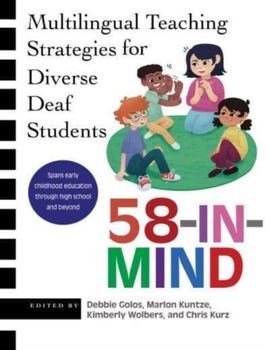 Multilingual Teaching
Strategies for
Diverse
Deaf
Students
Spans early
childhood education
through high school
and beyond
58-IN-
MIND
EDITED BY
Debbie Golos, Marlon Kuntze,
Kimberly Wolbers, and Chris Kurz